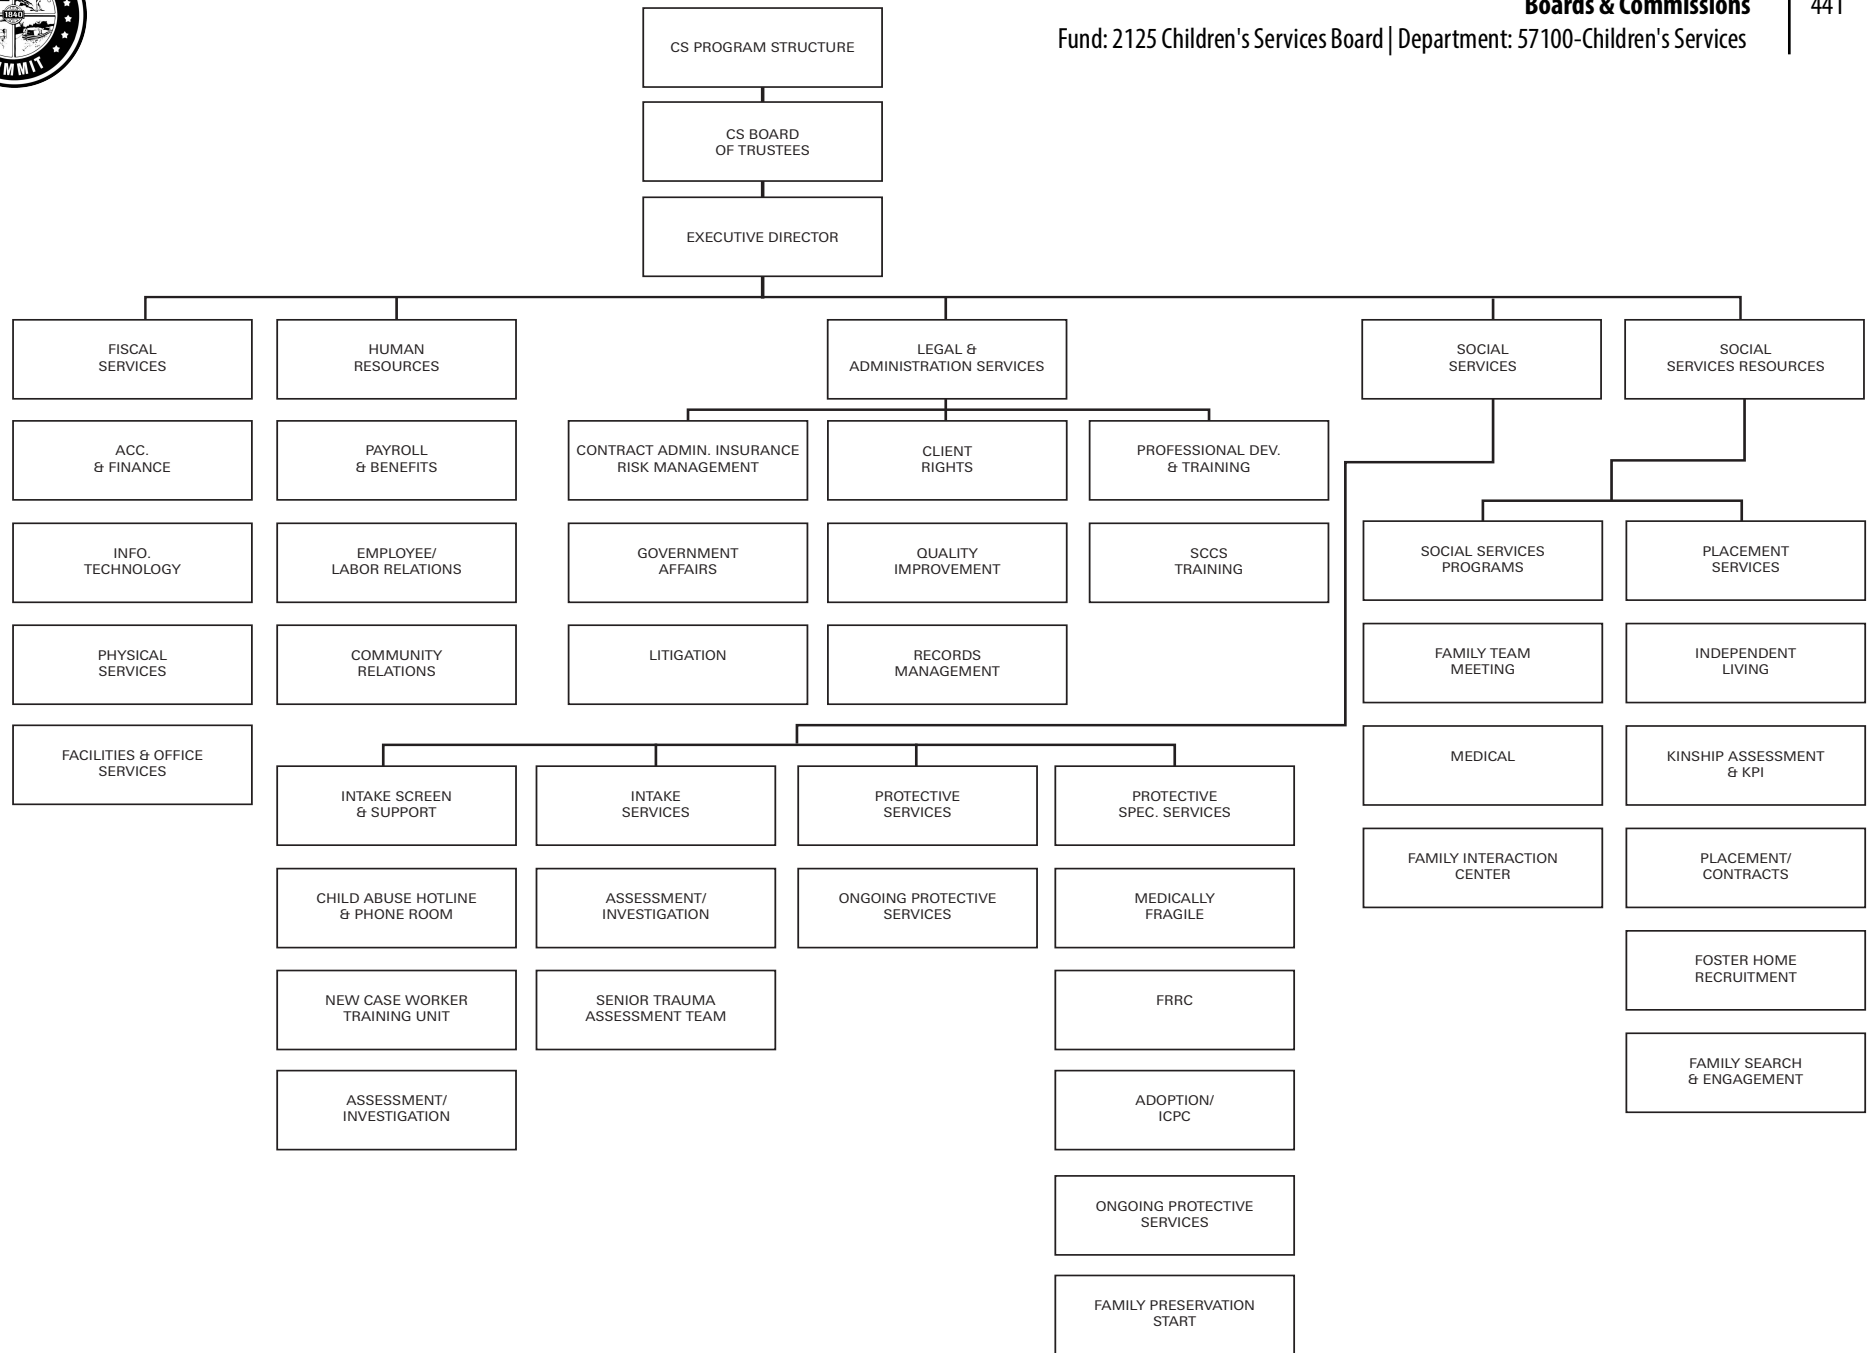 1840
MMIT
Boards & Commissions
441
Fund: 2125 Children's Services Board | Department: 57100-Children's Services
CS PROGRAM STRUCTURE
CS BOARD
OF TRUSTEES
EXECUTIVE DIRECTOR
FISCAL
SERVICES
HUMAN
RESOURCES
LEGAL &
ADMINISTRATION SERVICES
SOCIAL
SERVICES
SOCIAL
SERVICES RESOURCES
ACC.
& FINANCE
PAYROLL
& BENEFITS
CONTRACT ADMIN. INSURANCE
RISK MANAGEMENT
CLIENT
RIGHTS
PROFESSIONAL DEV.
& TRAINING
INFO.
TECHNOLOGY
EMPLOYEE/
LABOR RELATIONS
GOVERNMENT
AFFAIRS
QUALITY
IMPROVEMENT
SCCS
TRAINING
SOCIAL SERVICES
PROGRAMS
PLACEMENT
SERVICES
PHYSICAL
SERVICES
COMMUNITY
RELATIONS
LITIGATION
RECORDS
MANAGEMENT
FAMILY TEAM
MEETING
INDEPENDENT
LIVING
FACILITIES & OFFICE
SERVICES
MEDICAL
KINSHIP ASSESSMENT
& KPI
INTAKE SCREEN
& SUPPORT
INTAKE
SERVICES
PROTECTIVE
SERVICES
PROTECTIVE
SPEC. SERVICES
FAMILY INTERACTION
CENTER
PLACEMENT/
CONTRACTS
CHILD ABUSE HOTLINE
& PHONE ROOM
ASSESSMENT/
INVESTIGATION
ONGOING PROTECTIVE
SERVICES
MEDICALLY
FRAGILE
FOSTER HOME
RECRUITMENT
NEW CASE WORKER
TRAINING UNIT
SENIOR TRAUMA
ASSESSMENT TEAM
FRRC
FAMILY SEARCH
& ENGAGEMENT
ASSESSMENT/
INVESTIGATION
ADOPTION/
ICPC
ONGOING PROTECTIVE
SERVICES
FAMILY PRESERVATION
START